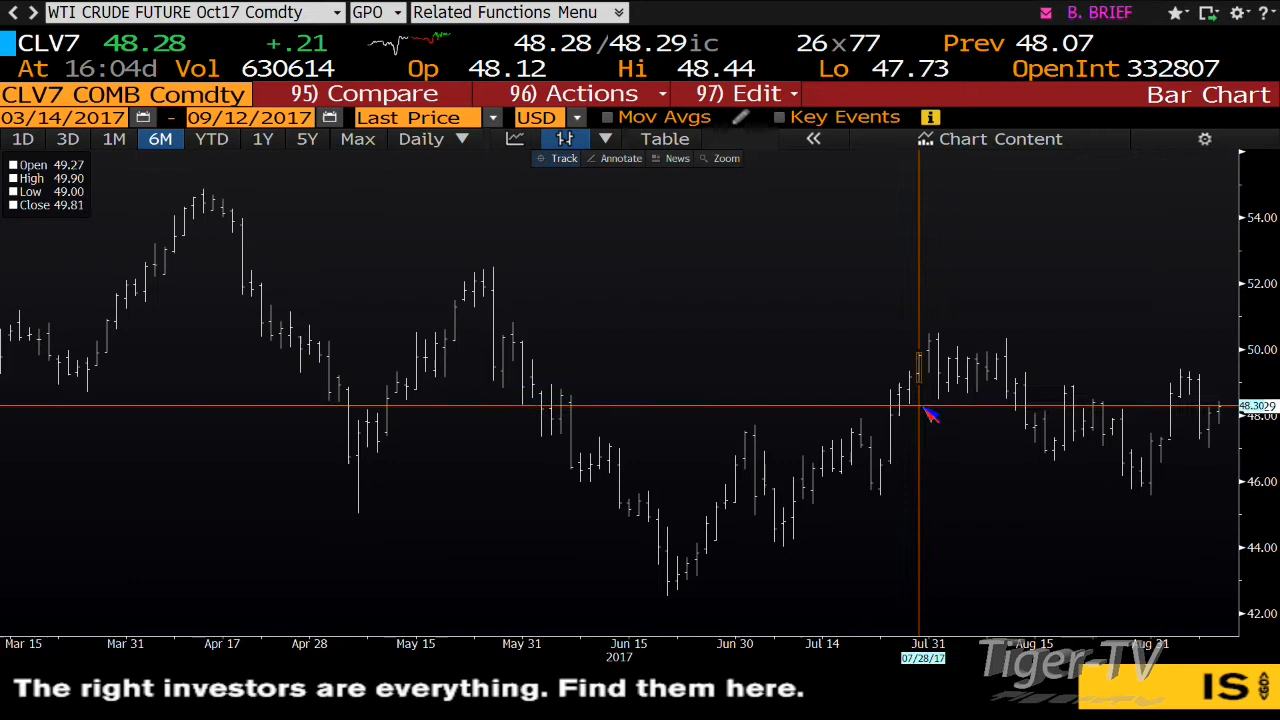 WTI CRUDE FUTURE Oct17 Comdty GPO Related Functions Menu B. BRIEF ?
CLV7 48.28 +.21 48.28/48.29ic 26x77 Prev 48.07
At 16:04d Vol 630614 Op 48.12 Hi 48.44 Lo 47.73 OpenInt 332807
CLV7 COMB Comdty 95) Compare 96) Actions 97) Edit Bar Chart
03/14/2017 - 09/12/2017 Last Price USD Mov Avgs Key Events i
1D 3D 1M 6M YTD 1Y 5Y Max Daily Table Chart Content
Track Annotate News Zoom
Open 49.27
High 49.90
Low 49.00
Close 49.81
54.00
52.00
50.00
48.3029
48.00
46.00
44.00
42.00
Mar 15 Mar 31 Apr 17 Apr 28 May 15 May 31 Jun 15 Jun 30 Jul 14 Jul 31 Aug 15 Aug 31
2017
07/28/17
Tiger-TV
The right investors are everything. Find them here.
IS